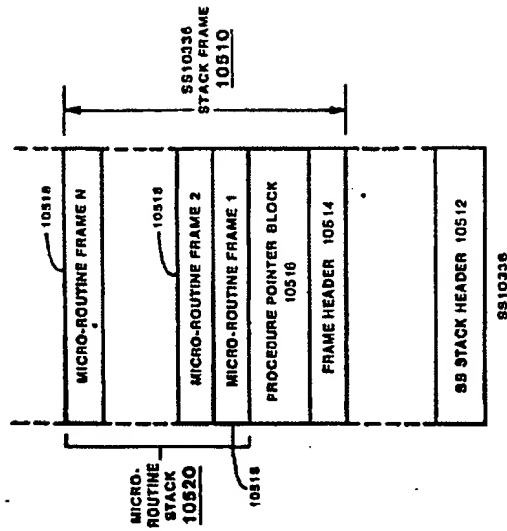 10518
MICRO-ROUTINE FRAME N
SS10336
STACK FRAME
10510
10518
MICRO-ROUTINE FRAME 2
MICRO-ROUTINE FRAME 1
MICRO-
ROUTINE
STACK
10520
10518
PROCEDURE POINTER BLOCK
10516
FRAME HEADER 10514
SS STACK HEADER 10512
SS10336